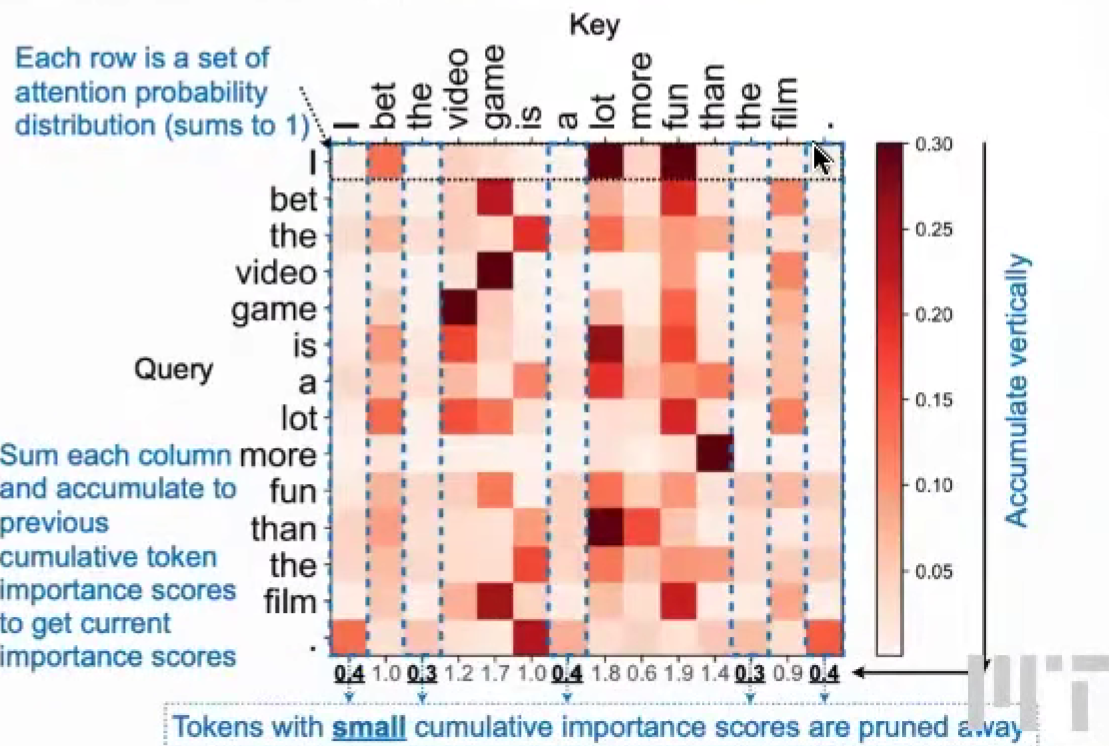 Key
Each row is a set of
attention probability
distribution (sums to 1)
I bet the video game is a lot more fun than the film .
I
bet
the
video
game
is
a
lot
more
fun
than
the
film
.
Query
Sum each column
and accumulate to
previous
cumulative token
importance scores
to get current
importance scores
0.30
0.25
0.20
0.15
0.10
0.05
Accumulate vertically
0.4 1.0 0.3 1.2 1.7 1.0 0.4 1.8 0.6 1.9 1.4 0.3 0.9 0.4
Tokens with small cumulative importance scores are pruned away
MIT